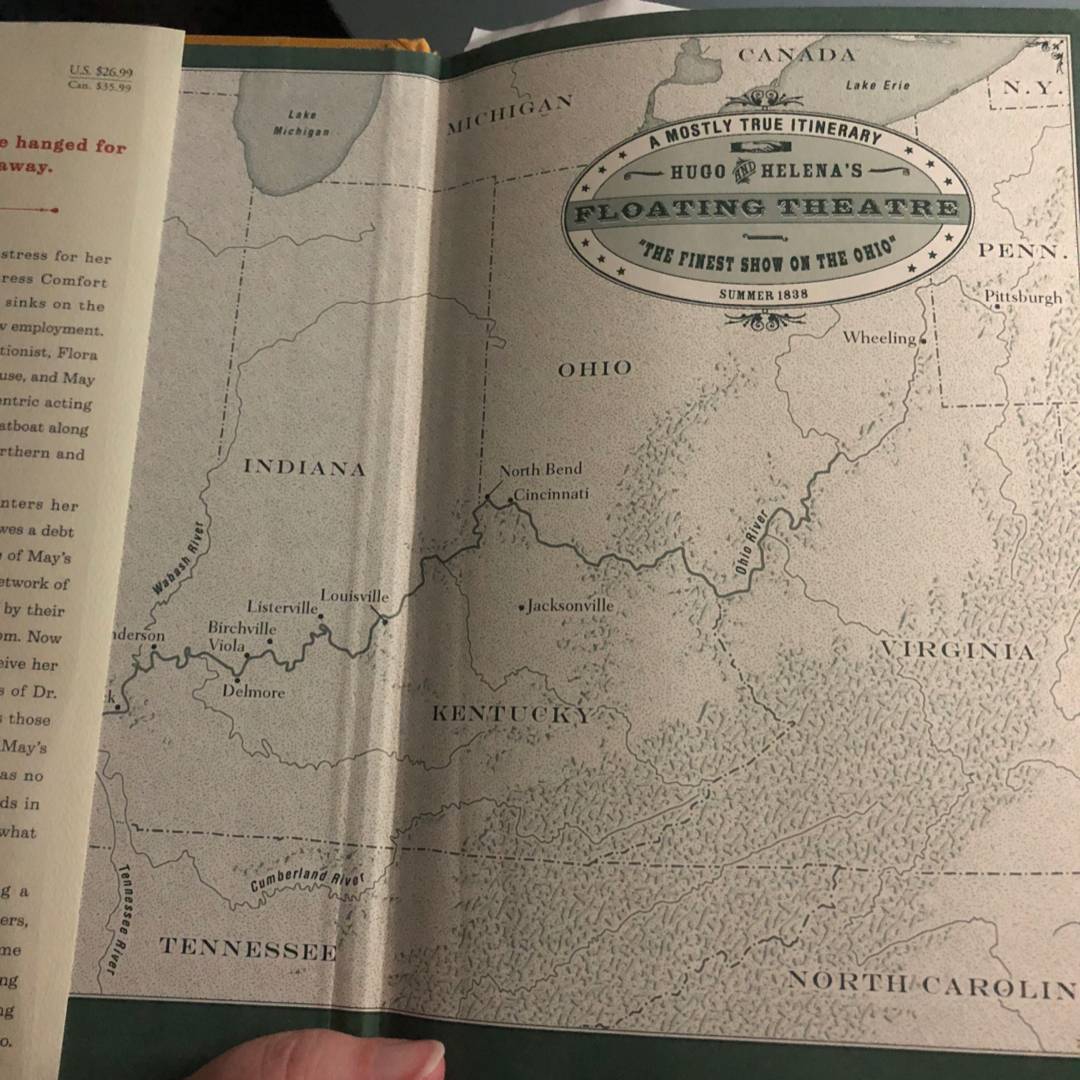 U.S. $26.99
Can. $35.99
e hanged for
away.
stress for her
ress Comfort
sinks on the
w employment.
tionist, Flora
use, and May
entric acting
atboat along
rthern and
nters her
wes a debt
of May's
etwork of
by their
om. Now
eive her
s of Dr.
s those
May's
as no
ds in
what
g a
ers,
me
ng
ng
o.
CANADA
Lake Erie
N.Y.
Lake
Michigan
MICHIGAN
A MOSTLY TRUE ITINERARY
HUGO AND HELENA'S
FLOATING THEATRE
"THE FINEST SHOW ON THE OHIO"
SUMMER 1838
PENN.
Pittsburgh
Wheeling
OHIO
INDIANA
North Bend
Cincinnati
Ohio River
Wabash River
Louisville
Listerville
Jacksonville
Birchville
Viola
nderson
Delmore
k
VIRGINIA
KENTUCKY
Cumberland River
Tennessee River
TENNESSEE
NORTH CAROLIN